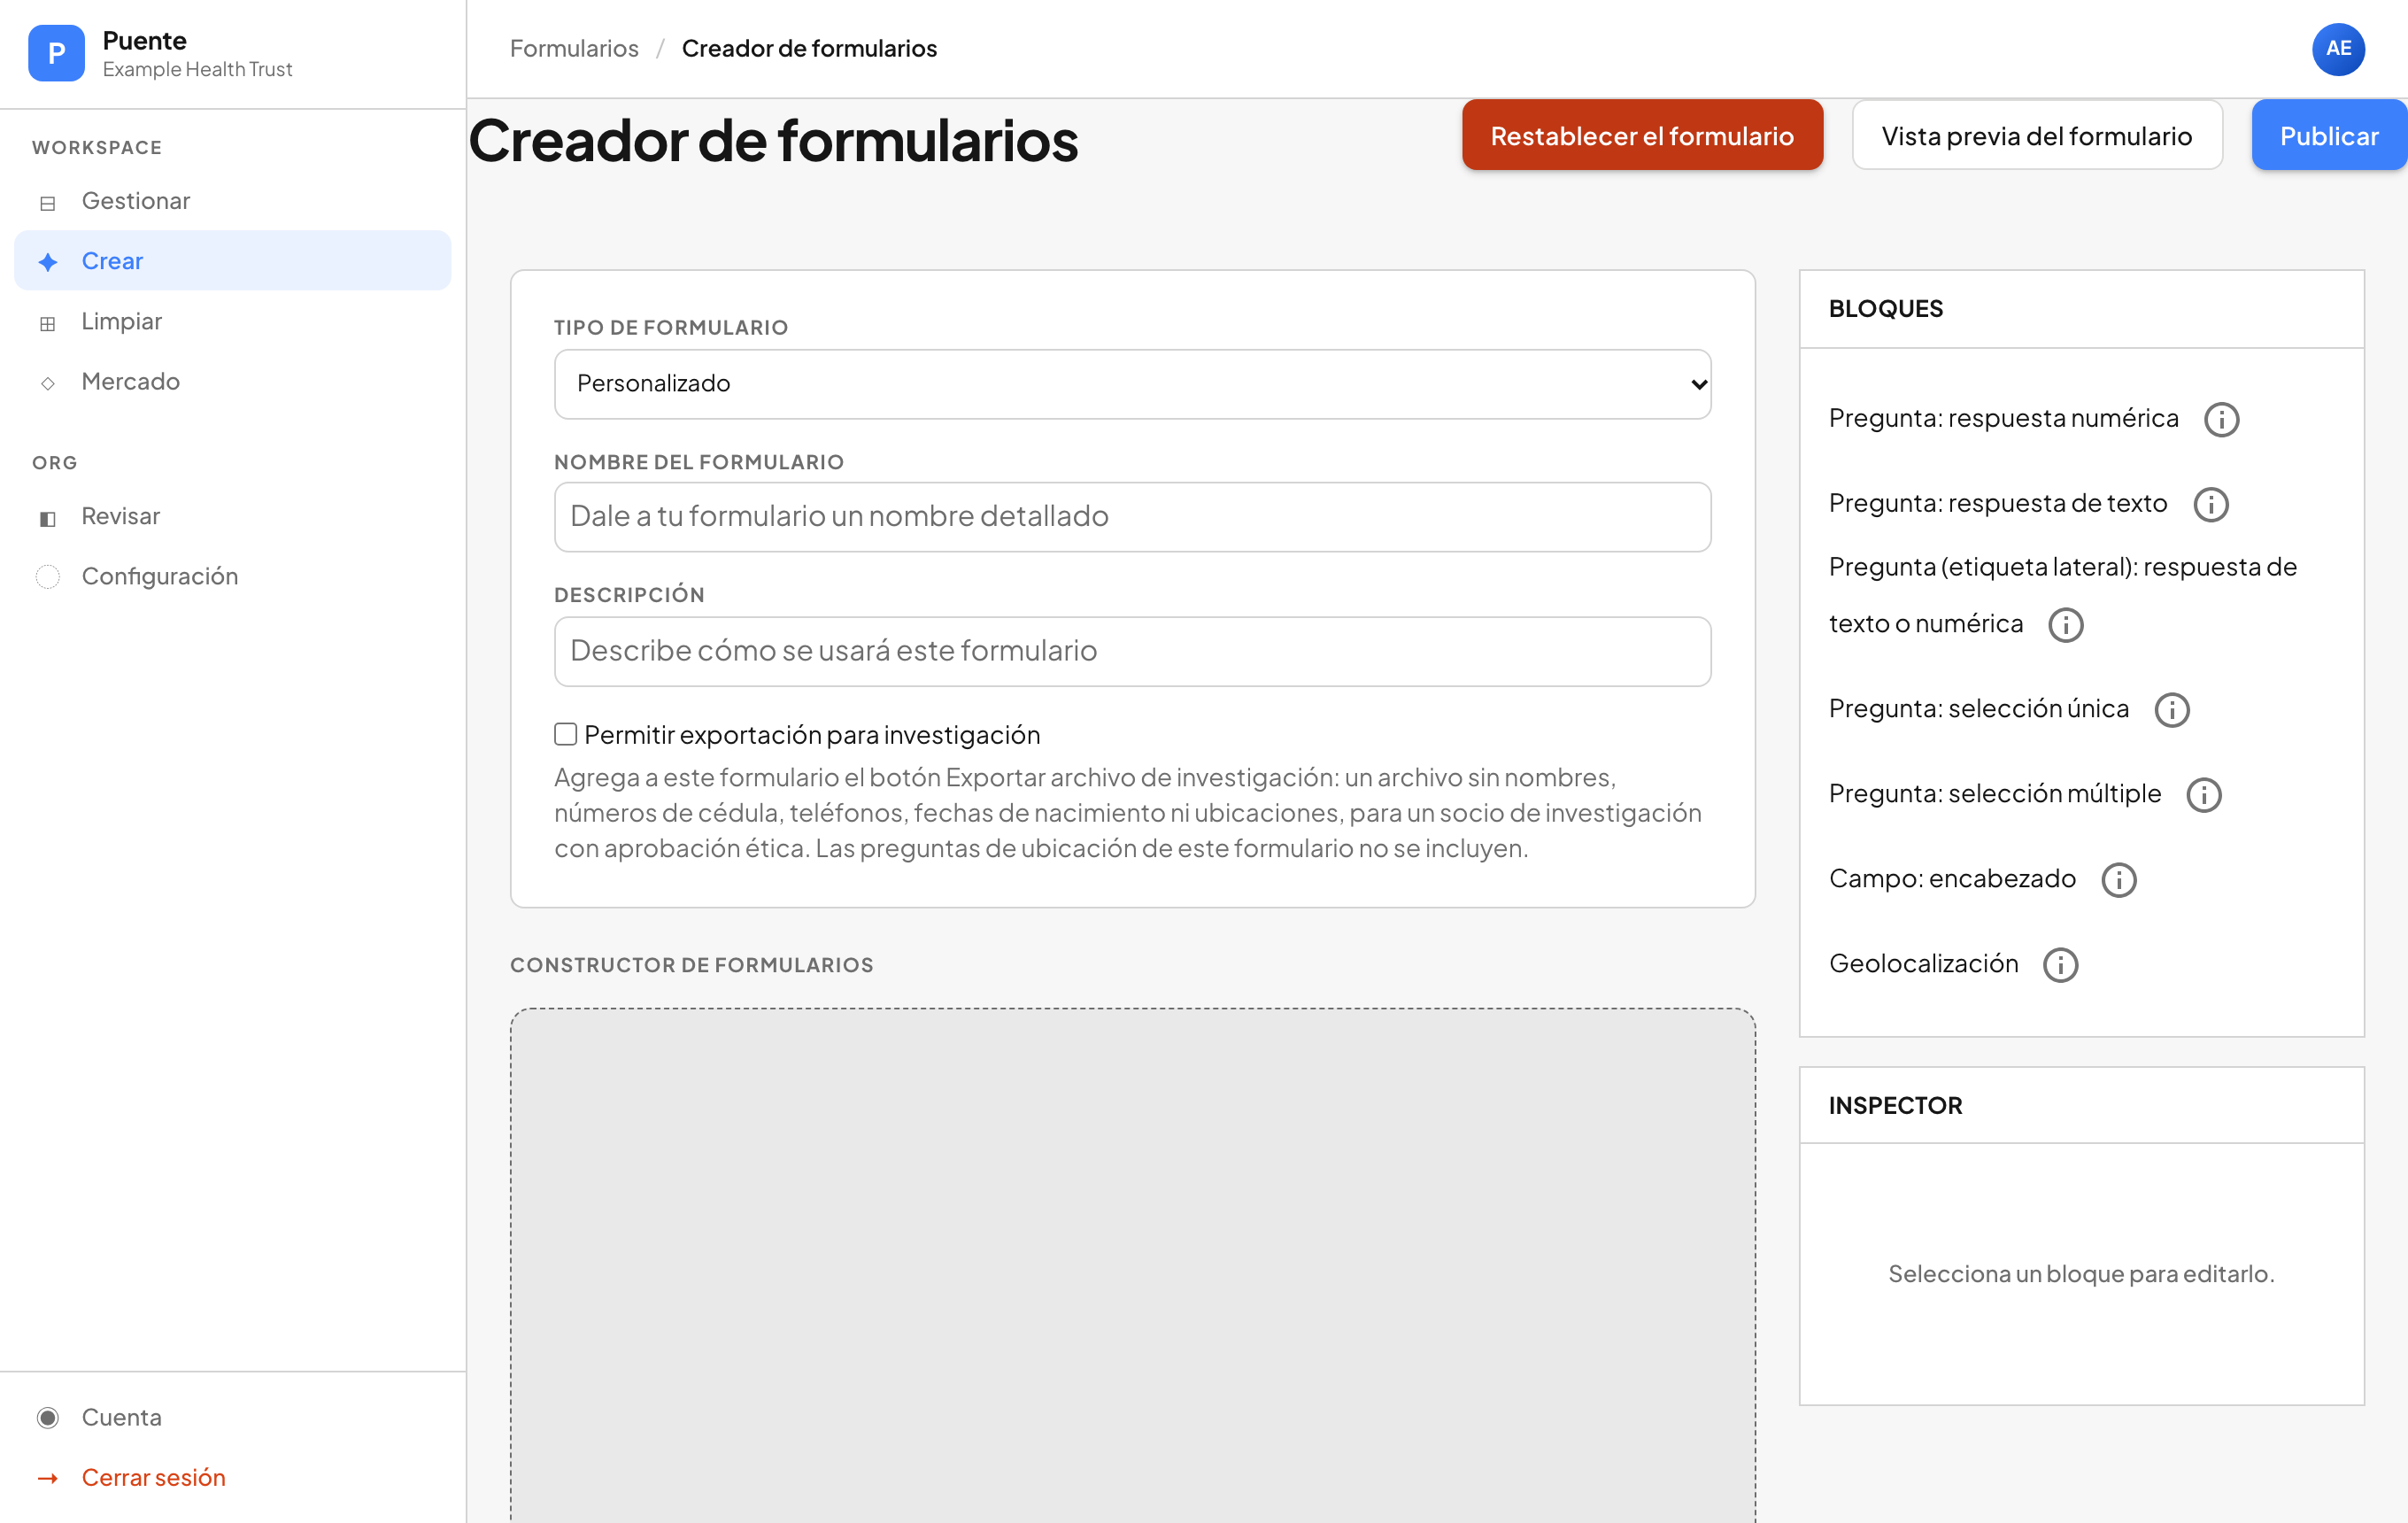 P
Puente
Example Health Trust
WORKSPACE
Gestionar
Crear
Limpiar
Mercado
ORG
Revisar
Configuración
Cuenta
Cerrar sesión
Formularios / Creador de formularios
AE
Creador de formularios
Restablecer el formulario
Vista previa del formulario
Publicar
TIPO DE FORMULARIO
Personalizado
NOMBRE DEL FORMULARIO
Dale a tu formulario un nombre detallado
DESCRIPCIÓN
Describe cómo se usará este formulario
Permitir exportación para investigación
Agrega a este formulario el botón Exportar archivo de investigación: un archivo sin nombres,
números de cédula, teléfonos, fechas de nacimiento ni ubicaciones, para un socio de investigación
con aprobación ética. Las preguntas de ubicación de este formulario no se incluyen.
CONSTRUCTOR DE FORMULARIOS
BLOQUES
Pregunta: respuesta numérica
Pregunta: respuesta de texto
Pregunta (etiqueta lateral): respuesta de
texto o numérica
Pregunta: selección única
Pregunta: selección múltiple
Campo: encabezado
Geolocalización
INSPECTOR
Selecciona un bloque para editarlo.